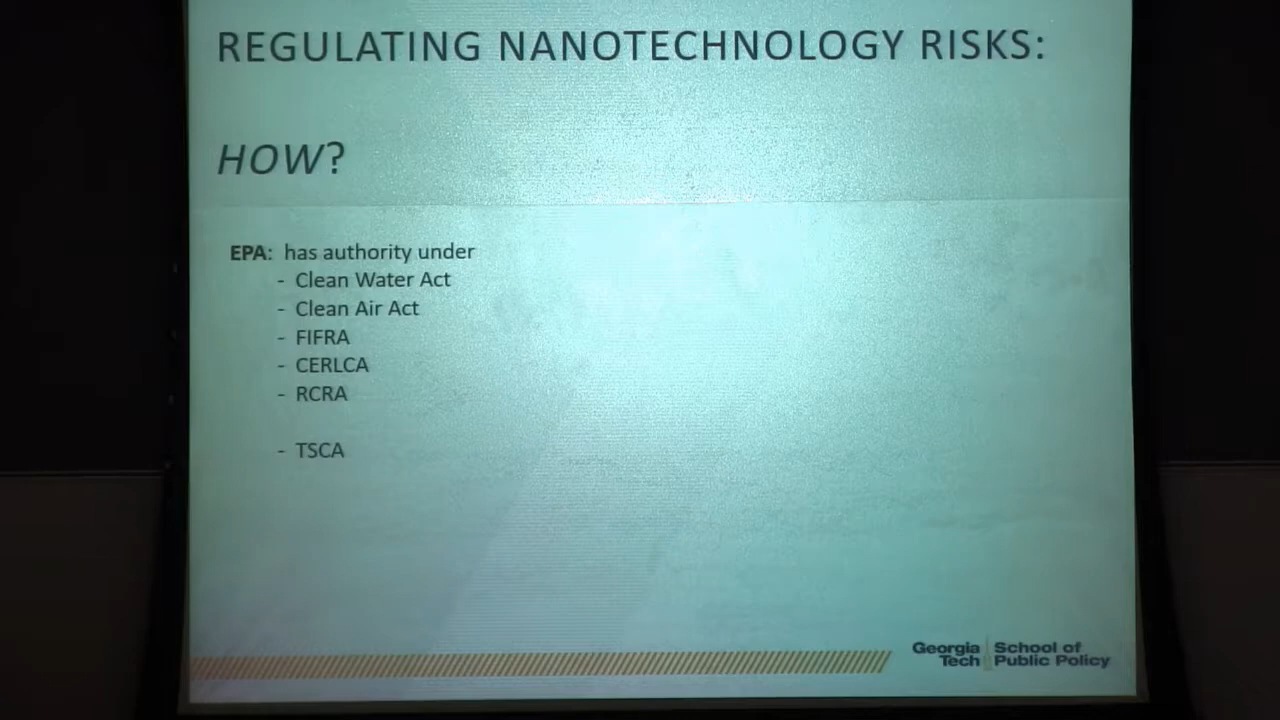 REGULATING NANOTECHNOLOGY RISKS:
HOW?
EPA: has authority under
- Clean Water Act
- Clean Air Act
- FIFRA
- CERLCA
- RCRA
- TSCA
Georgia Tech
School of Public Policy